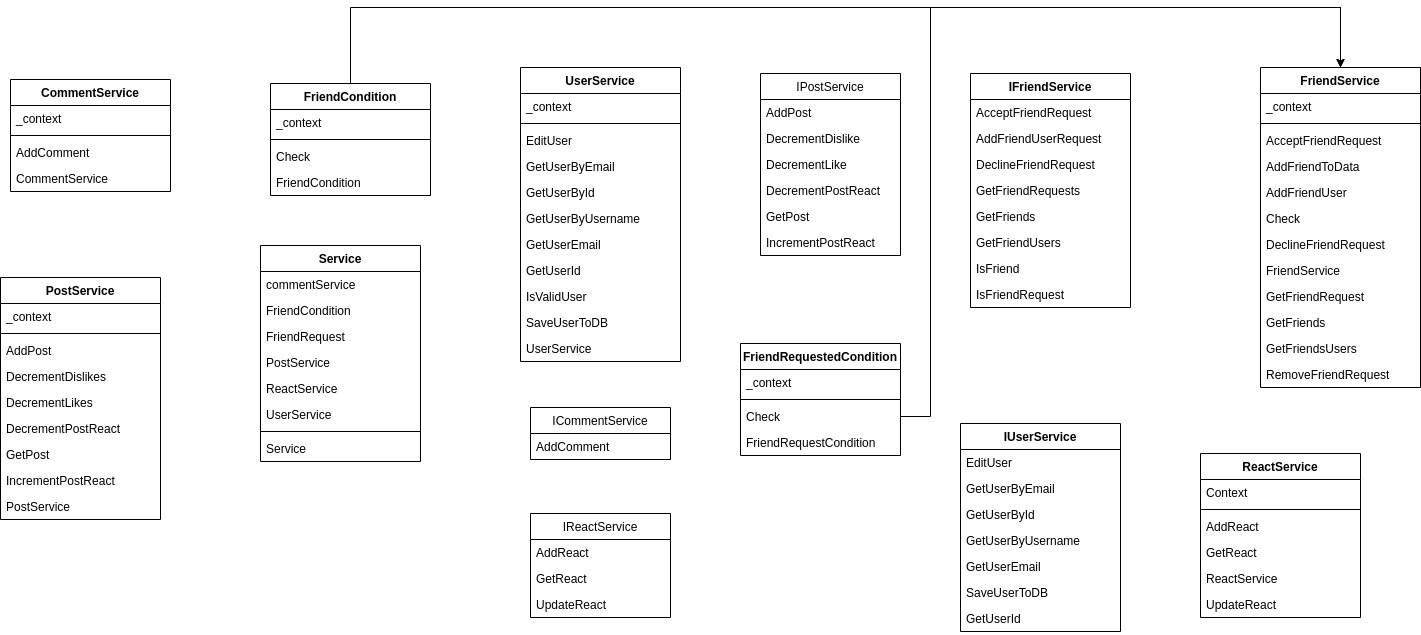 CommentService
_context
AddComment
CommentService
FriendCondition
_context
Check
FriendCondition
UserService
_context
EditUser
GetUserByEmail
GetUserById
GetUserByUsername
GetUserEmail
GetUserId
IsValidUser
SaveUserToDB
UserService
IPostService
AddPost
DecrementDislike
DecrementLike
DecrementPostReact
GetPost
IncrementPostReact
IFriendService
AcceptFriendRequest
AddFriendUserRequest
DeclineFriendRequest
GetFriendRequests
GetFriends
GetFriendUsers
IsFriend
IsFriendRequest
FriendService
_context
AcceptFriendRequest
AddFriendToData
AddFriendUser
Check
DeclineFriendRequest
FriendService
GetFriendRequest
GetFriends
GetFriendsUsers
RemoveFriendRequest
PostService
_context
AddPost
DecrementDislikes
DecrementLikes
DecrementPostReact
GetPost
IncrementPostReact
PostService
Service
commentService
FriendCondition
FriendRequest
PostService
ReactService
UserService
Service
FriendRequestedCondition
_context
Check
FriendRequestCondition
ICommentService
AddComment
IReactService
AddReact
GetReact
UpdateReact
IUserService
EditUser
GetUserByEmail
GetUserById
GetUserByUsername
GetUserEmail
SaveUserToDB
GetUserId
ReactService
Context
AddReact
GetReact
ReactService
UpdateReact